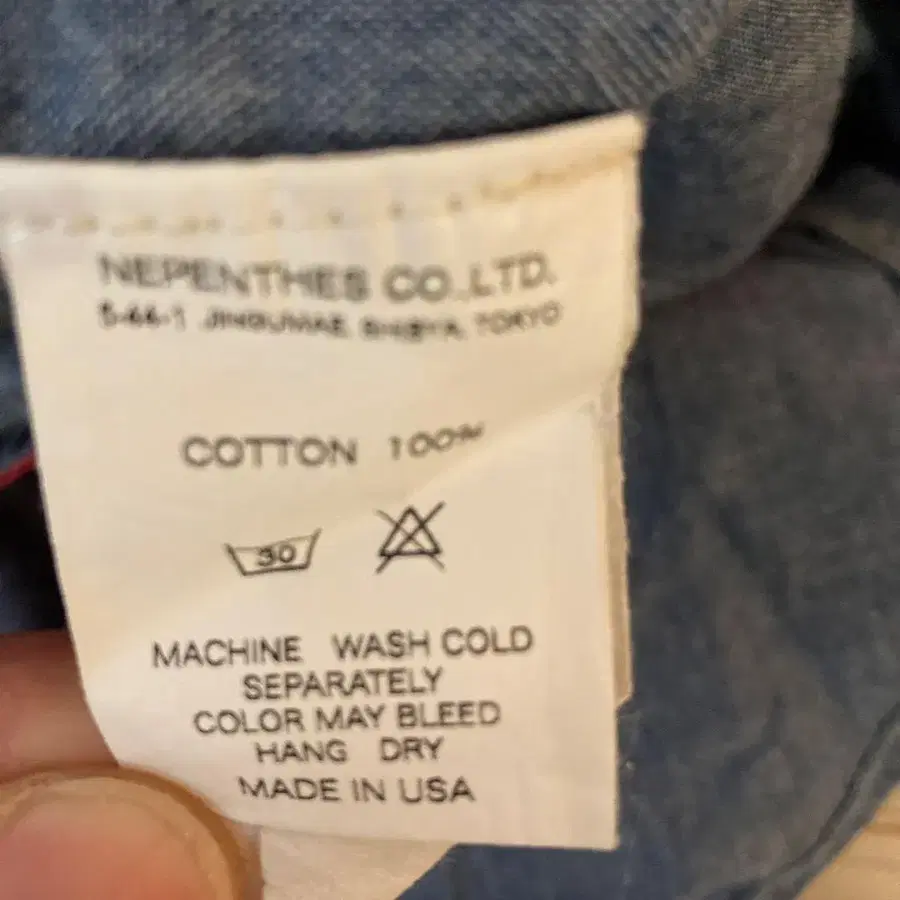 NEPENTHES CO.,LTD.
5-44-1 JINGUMAE, SHIBYA, TOKYO
COTTON 100%
30
MACHINE WASH COLD
SEPARATELY
COLOR MAY BLEED
HANG DRY
MADE IN USA